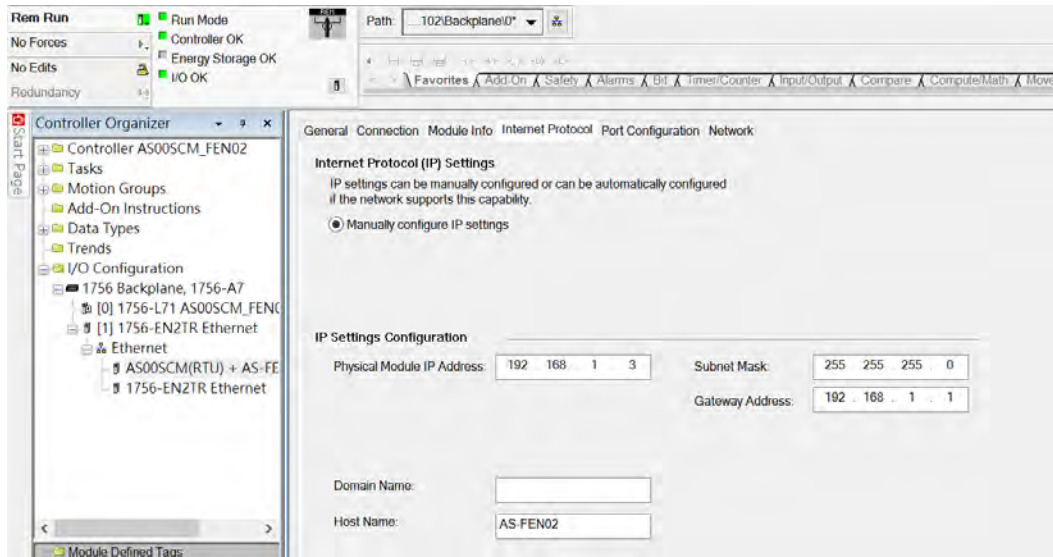 Rem Run
Run Mode
Path: ...102\Backplane\0*
No Forces
Controller OK
Energy Storage OK
No Edits
I/O OK
Redundancy
Favorites Add-On Safety Alarms Bit Timer/Counter Input/Output Compare Compute/Math Move
Start Page
Controller Organizer
Controller AS00SCM_FEN02
Tasks
Motion Groups
Add-On Instructions
Data Types
Trends
I/O Configuration
1756 Backplane, 1756-A7
[0] 1756-L71 AS00SCM_FEN0
[1] 1756-EN2TR Ethernet
Ethernet
AS00SCM(RTU) + AS-FE
1756-EN2TR Ethernet
Module Defined Tags
General Connection Module Info Internet Protocol Port Configuration Network
Internet Protocol (IP) Settings
IP settings can be manually configured or can be automatically configured
if the network supports this capability.
Manually configure IP settings
IP Settings Configuration
Physical Module IP Address: 192 . 168 . 1 . 3
Subnet Mask: 255 . 255 . 255 . 0
Gateway Address: 192 . 168 . 1 . 1
Domain Name:
Host Name: AS-FEN02